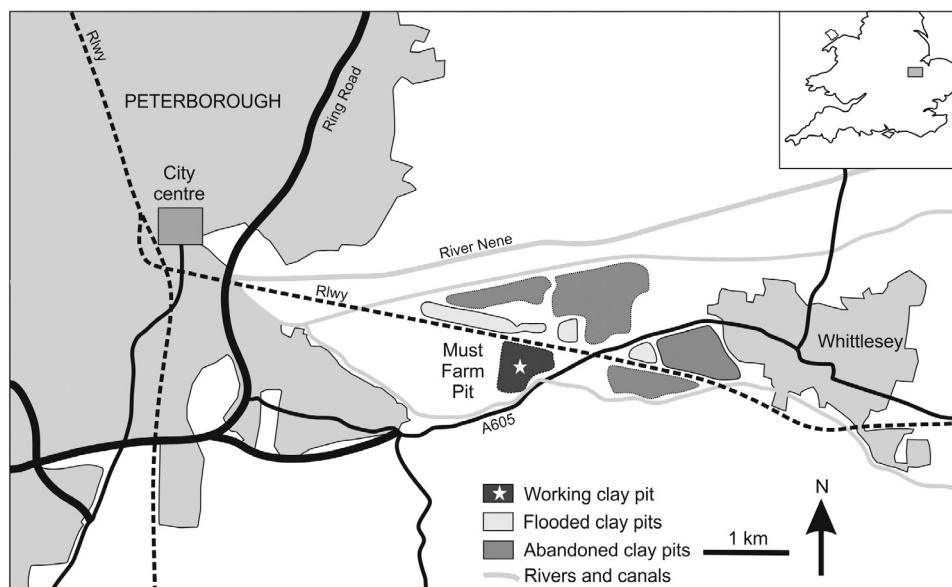 Rlwy
PETERBOROUGH
Ring Road
City
centre
River Nene
Rlwy
Must
Farm
Pit
Whittlesey
A605
Working clay pit
Flooded clay pits
Abandoned clay pits
Rivers and canals
1 km
N